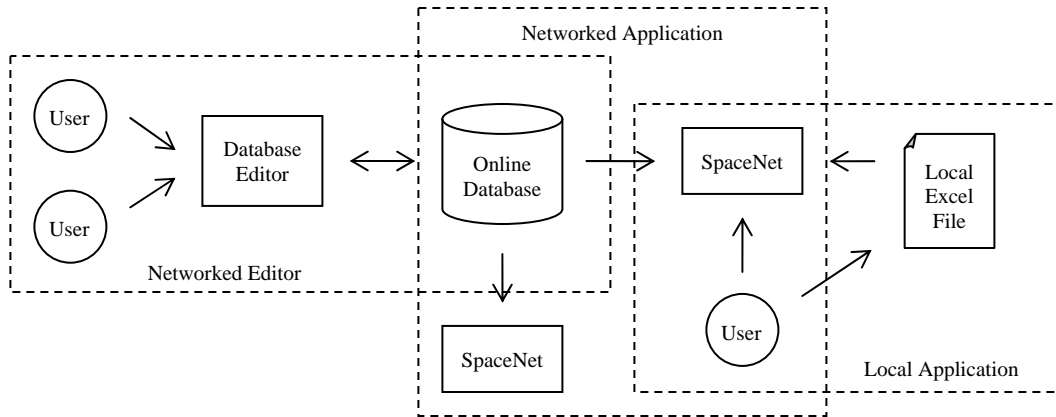 Networked Application
User
Database
Editor
User
Online
Database
SpaceNet
Local
Excel
File
Networked Editor
User
SpaceNet
Local Application